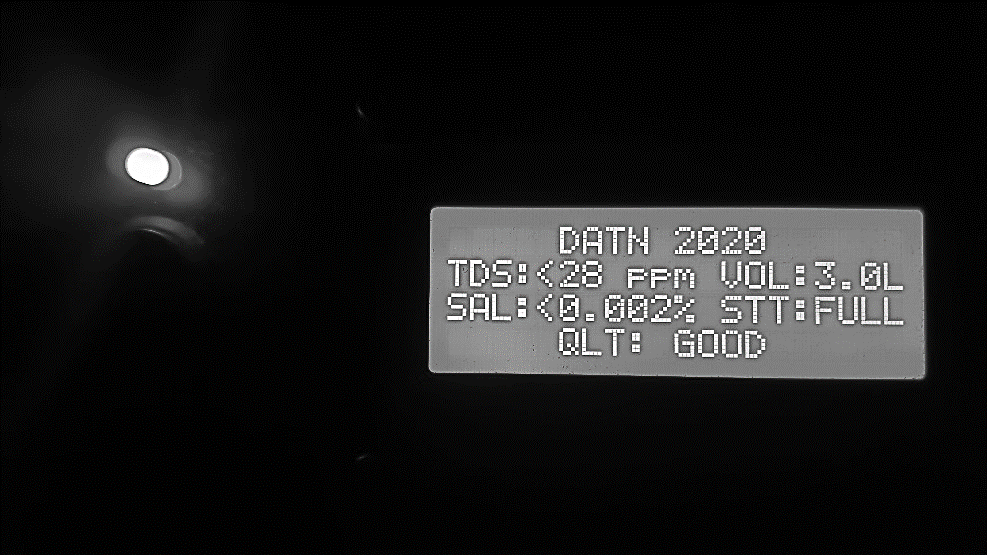 DATN 2020
TDS:<28 ppm VOL:3.0L
SAL:<0.002% STT:FULL
QLT: GOOD